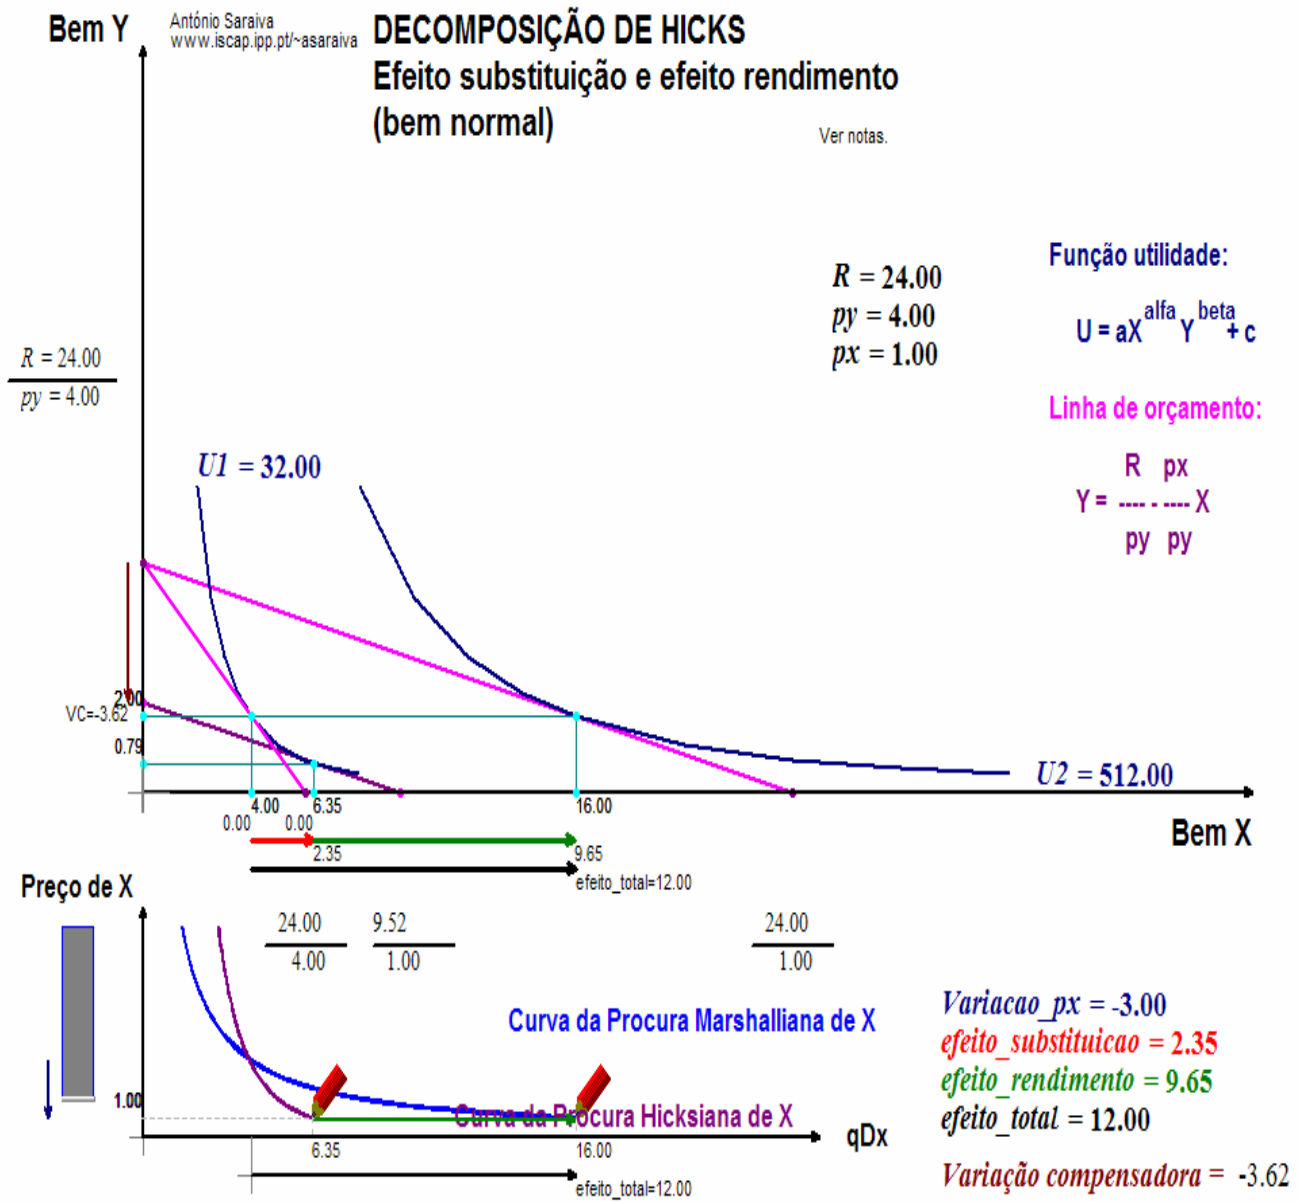 Bem Y
António Saraiva
www.iscap.ipp.pt/~asaraiva
DECOMPOSIÇÃO DE HICKS
Efeito substituição e efeito rendimento
(bem normal)
Ver notas.
R = 24.00
py = 4.00
px = 1.00
Função utilidade:
U = aX alfa Y beta + c
R = 24.00
py = 4.00
Linha de orçamento:
R px
Y = ---- - ---- X
py py
U1 = 32.00
2.00
VC=-3.62
0.79
U2 = 512.00
4.00 6.35 16.00
0.00 0.00
Bem X
2.35 9.65
efeito_total=12.00
Preço de X
24.00 9.52 24.00
4.00 1.00 1.00
Curva da Procura Marshalliana de X
1.00
Curva da Procura Hicksiana de X
qDx
6.35 16.00
efeito_total=12.00
Variacao_px = -3.00
efeito_substituicao = 2.35
efeito_rendimento = 9.65
efeito_total = 12.00
Variação compensadora = -3.62